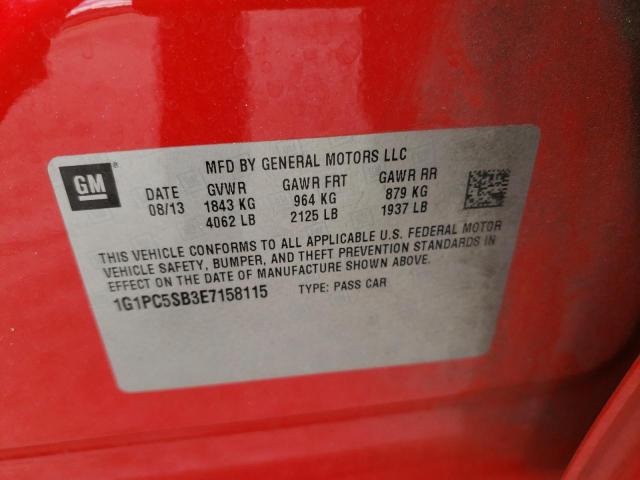 MFD BY GENERAL MOTORS LLC
GM
DATE GVWR GAWR FRT GAWR RR
08/13 1843 KG 964 KG 879 KG
4062 LB 2125 LB 1937 LB
THIS VEHICLE CONFORMS TO ALL APPLICABLE U.S. FEDERAL MOTOR
VEHICLE SAFETY, BUMPER, AND THEFT PREVENTION STANDARDS IN
EFFECT ON THE DATE OF MANUFACTURE SHOWN ABOVE.
1G1PC5SB3E7158115 TYPE: PASS CAR